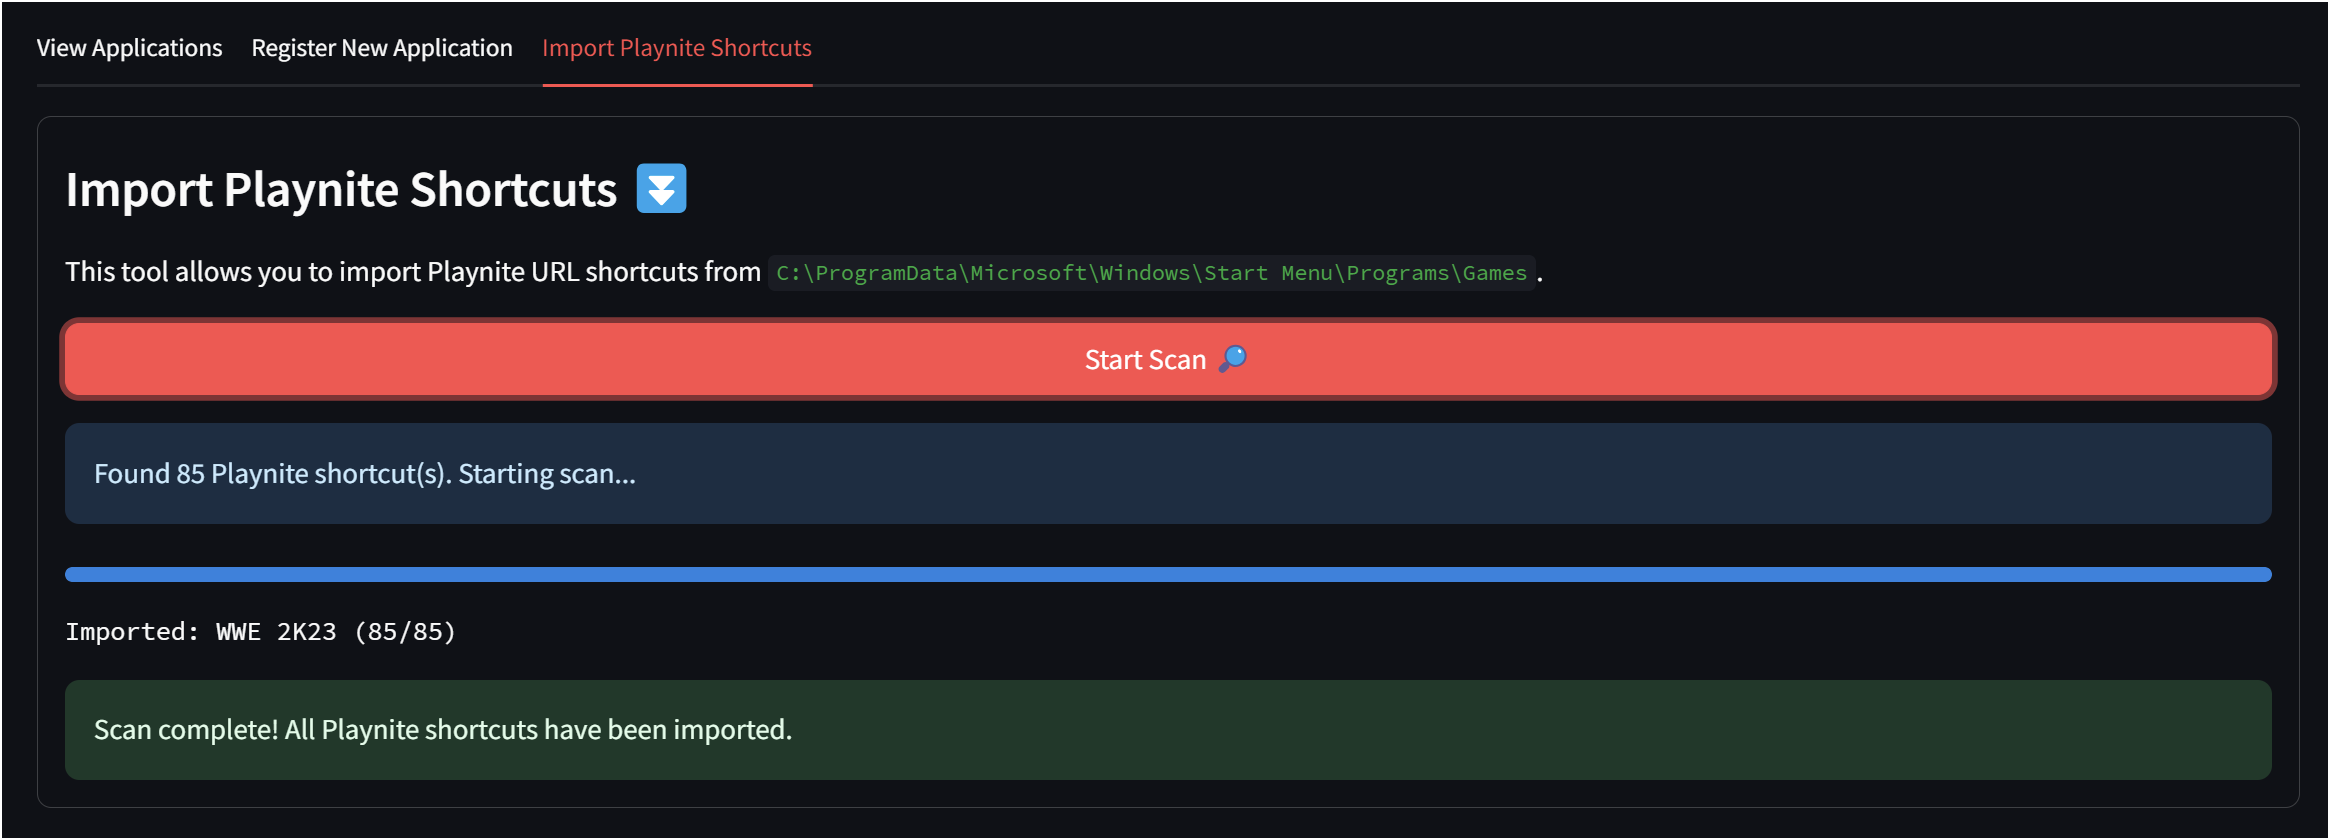 View Applications Register New Application Import Playnite Shortcuts
Import Playnite Shortcuts ⏬
This tool allows you to import Playnite URL shortcuts from C:\ProgramData\Microsoft\Windows\Start Menu\Programs\Games.
Start Scan 🔎
Found 85 Playnite shortcut(s). Starting scan...
Imported: WWE 2K23 (85/85)
Scan complete! All Playnite shortcuts have been imported.